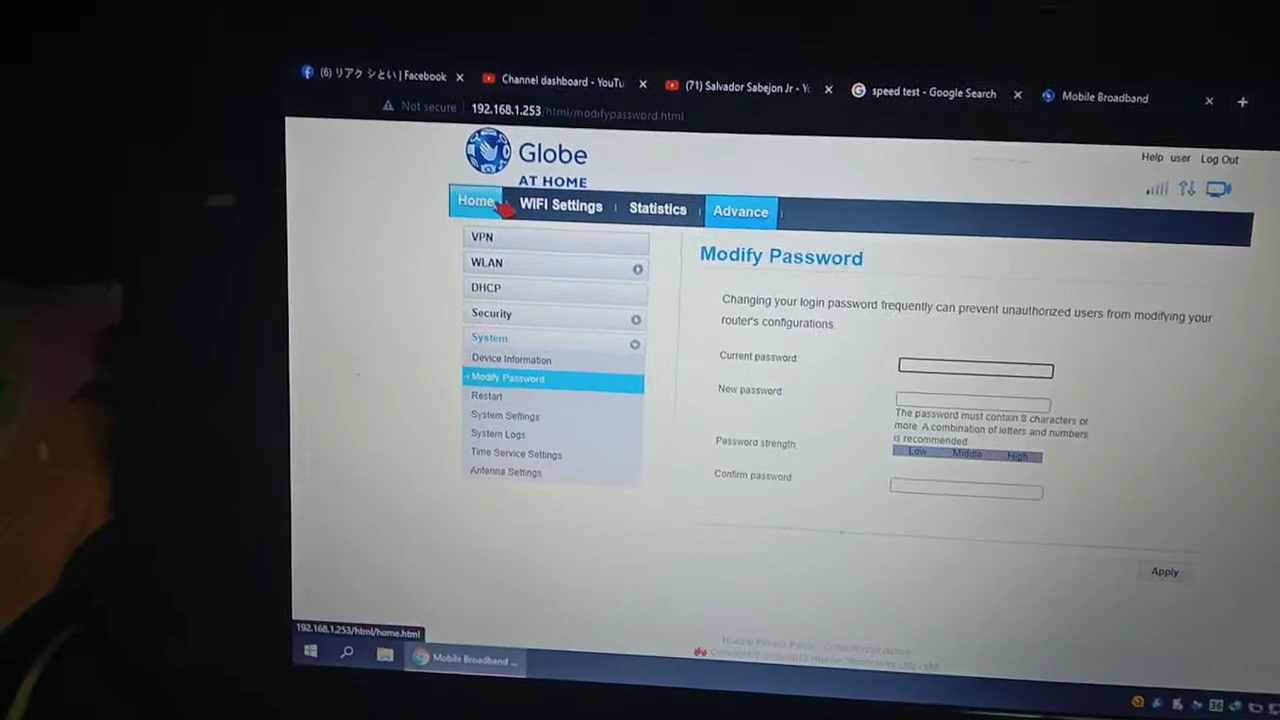 (6) リアク シとい | Facebook
Channel dashboard - YouTu
(71) Salvador Sabejon Jr - Yo
speed test - Google Search
Mobile Broadband
Not secure
192.168.1.253/html/modifypassword.html
Globe
AT HOME
Help user Log Out
Home
WIFI Settings
Statistics
Advance
VPN
WLAN
DHCP
Security
System
Device Information
Modify Password
Restart
System Settings
System Logs
Time Service Settings
Antenna Settings
Modify Password
Changing your login password frequently can prevent unauthorized users from modifying your
router's configurations.
Current password:
New password:
The password must contain 8 characters or
more. A combination of letters and numbers
is recommended
Password strength:
Low Middle High
Confirm password
Apply
192.168.1.253/html/home.html
Huawei Privacy Policy
Mobile Broadband ...
36